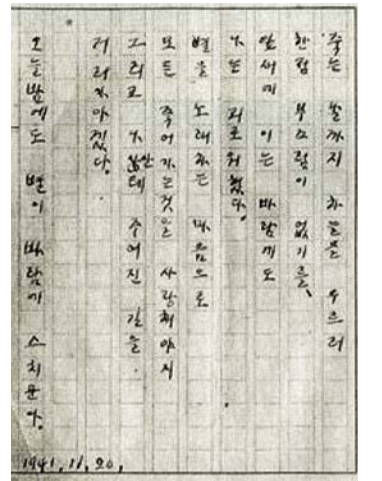 죽는 날까지 하늘을 우르러
한점 부끄럼이 없기를,
잎새에 이는 바람에도
나는 괴로워했다.
별을 노래하는 마음으로
모든 죽어가는것을 사랑해야지
그리고 나안테 주어진 길을
거러가야겠다.
오늘밤에도 별이 바람에 스치운다.
1941. 11. 20.